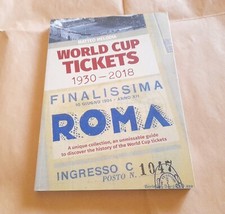 WORLD CUP
TICKETS
1930 – 2018
FINALISSIMA
ROMA
A unique collection, an unmissable guide
to discover the history of the World Cup tickets
INGRESSO C
POSTO N. 1047